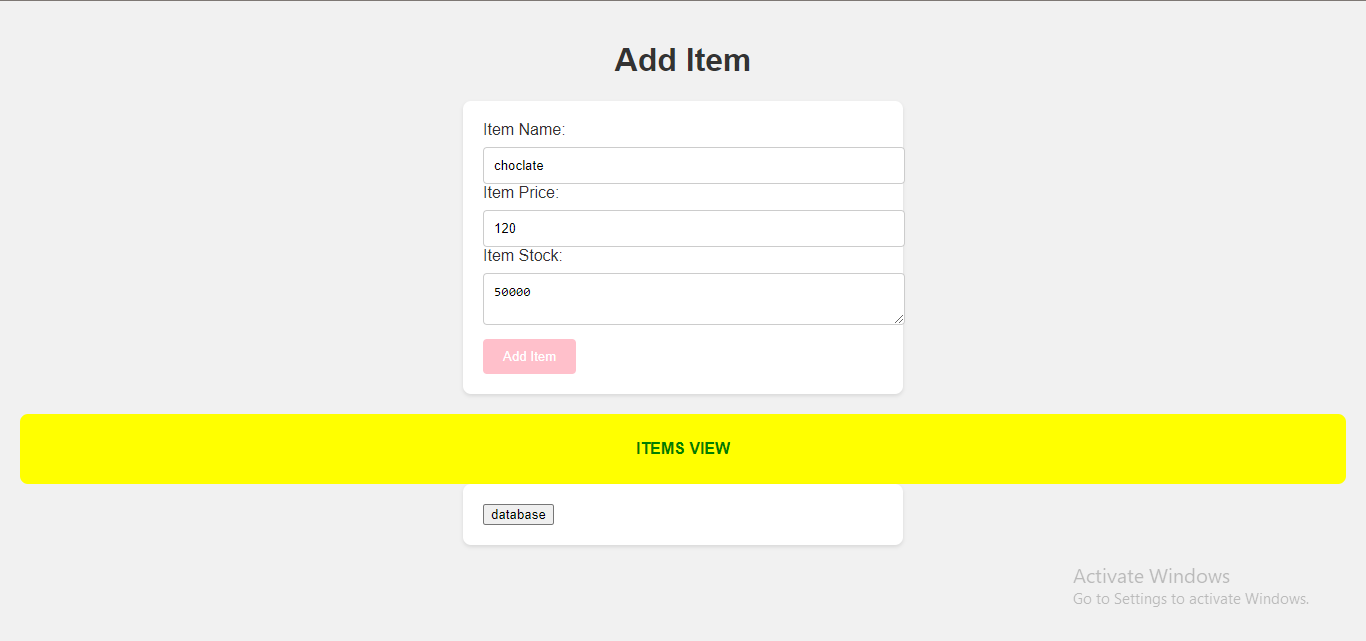 Add Item
Item Name:
choclate
Item Price:
120
Item Stock:
50000
Add Item
ITEMS VIEW
database
Activate Windows
Go to Settings to activate Windows.